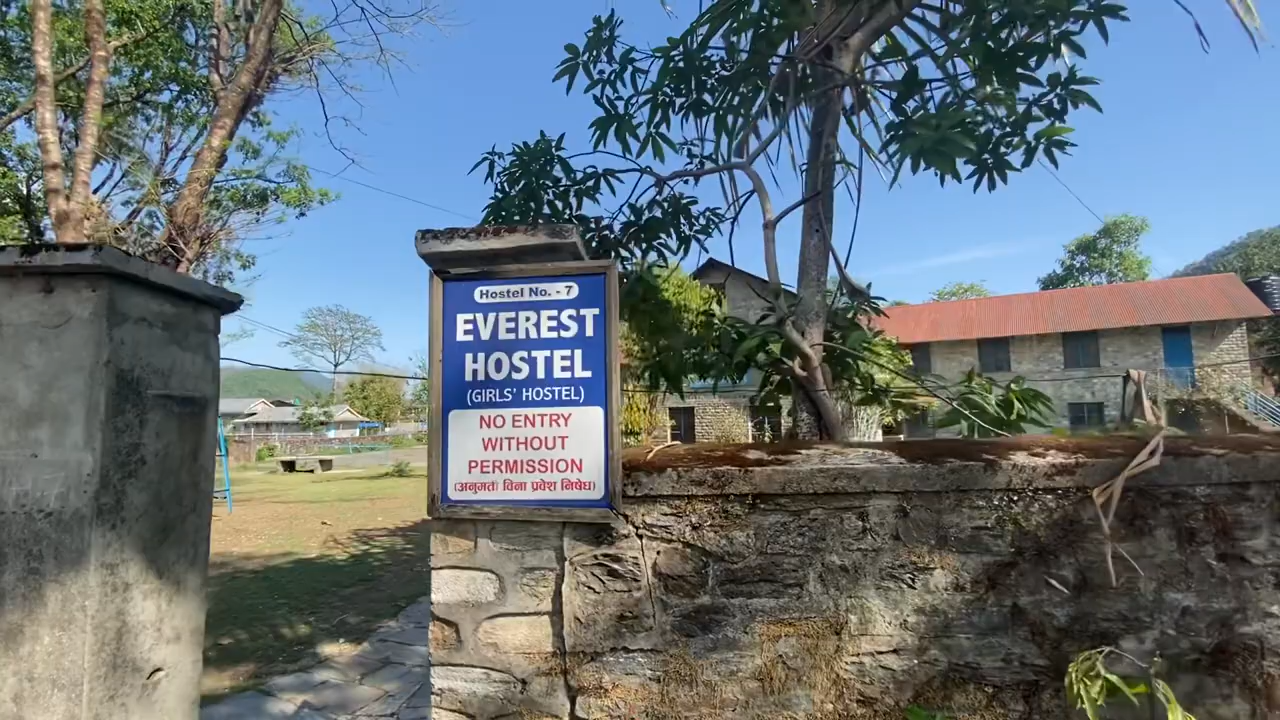 Hostel No. - 7
EVEREST
HOSTEL
(GIRLS' HOSTEL)
NO ENTRY
WITHOUT
PERMISSION
(अनुमती विना प्रवेश निषेध)